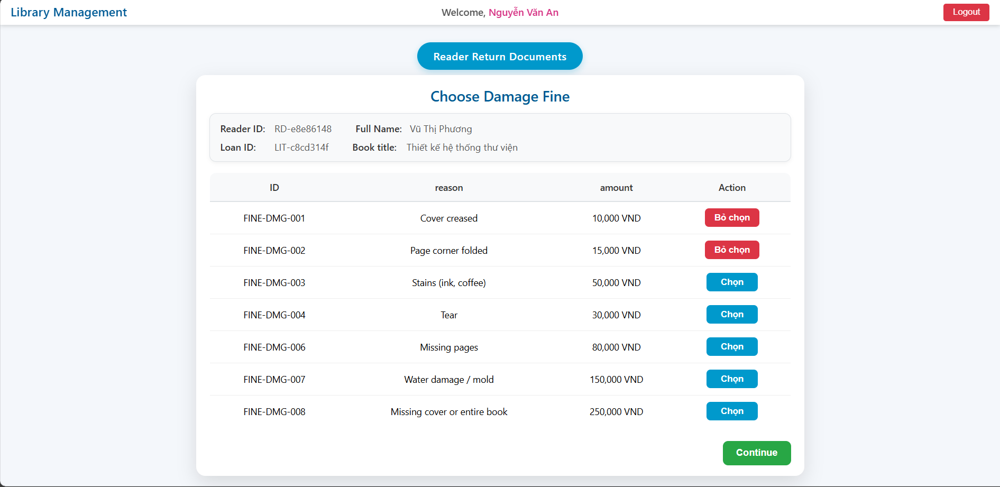 Library Management
Welcome, Nguyễn Văn An
Logout
Reader Return Documents
Choose Damage Fine
Reader ID: RD-e8e86148 Full Name: Vũ Thị Phương
Loan ID: LIT-c8cd314f Book title: Thiết kế hệ thống thư viện
ID reason amount Action
FINE-DMG-001 Cover creased 10,000 VND Bỏ chọn
FINE-DMG-002 Page corner folded 15,000 VND Bỏ chọn
FINE-DMG-003 Stains (ink, coffee) 50,000 VND Chọn
FINE-DMG-004 Tear 30,000 VND Chọn
FINE-DMG-006 Missing pages 80,000 VND Chọn
FINE-DMG-007 Water damage / mold 150,000 VND Chọn
FINE-DMG-008 Missing cover or entire book 250,000 VND Chọn
Continue